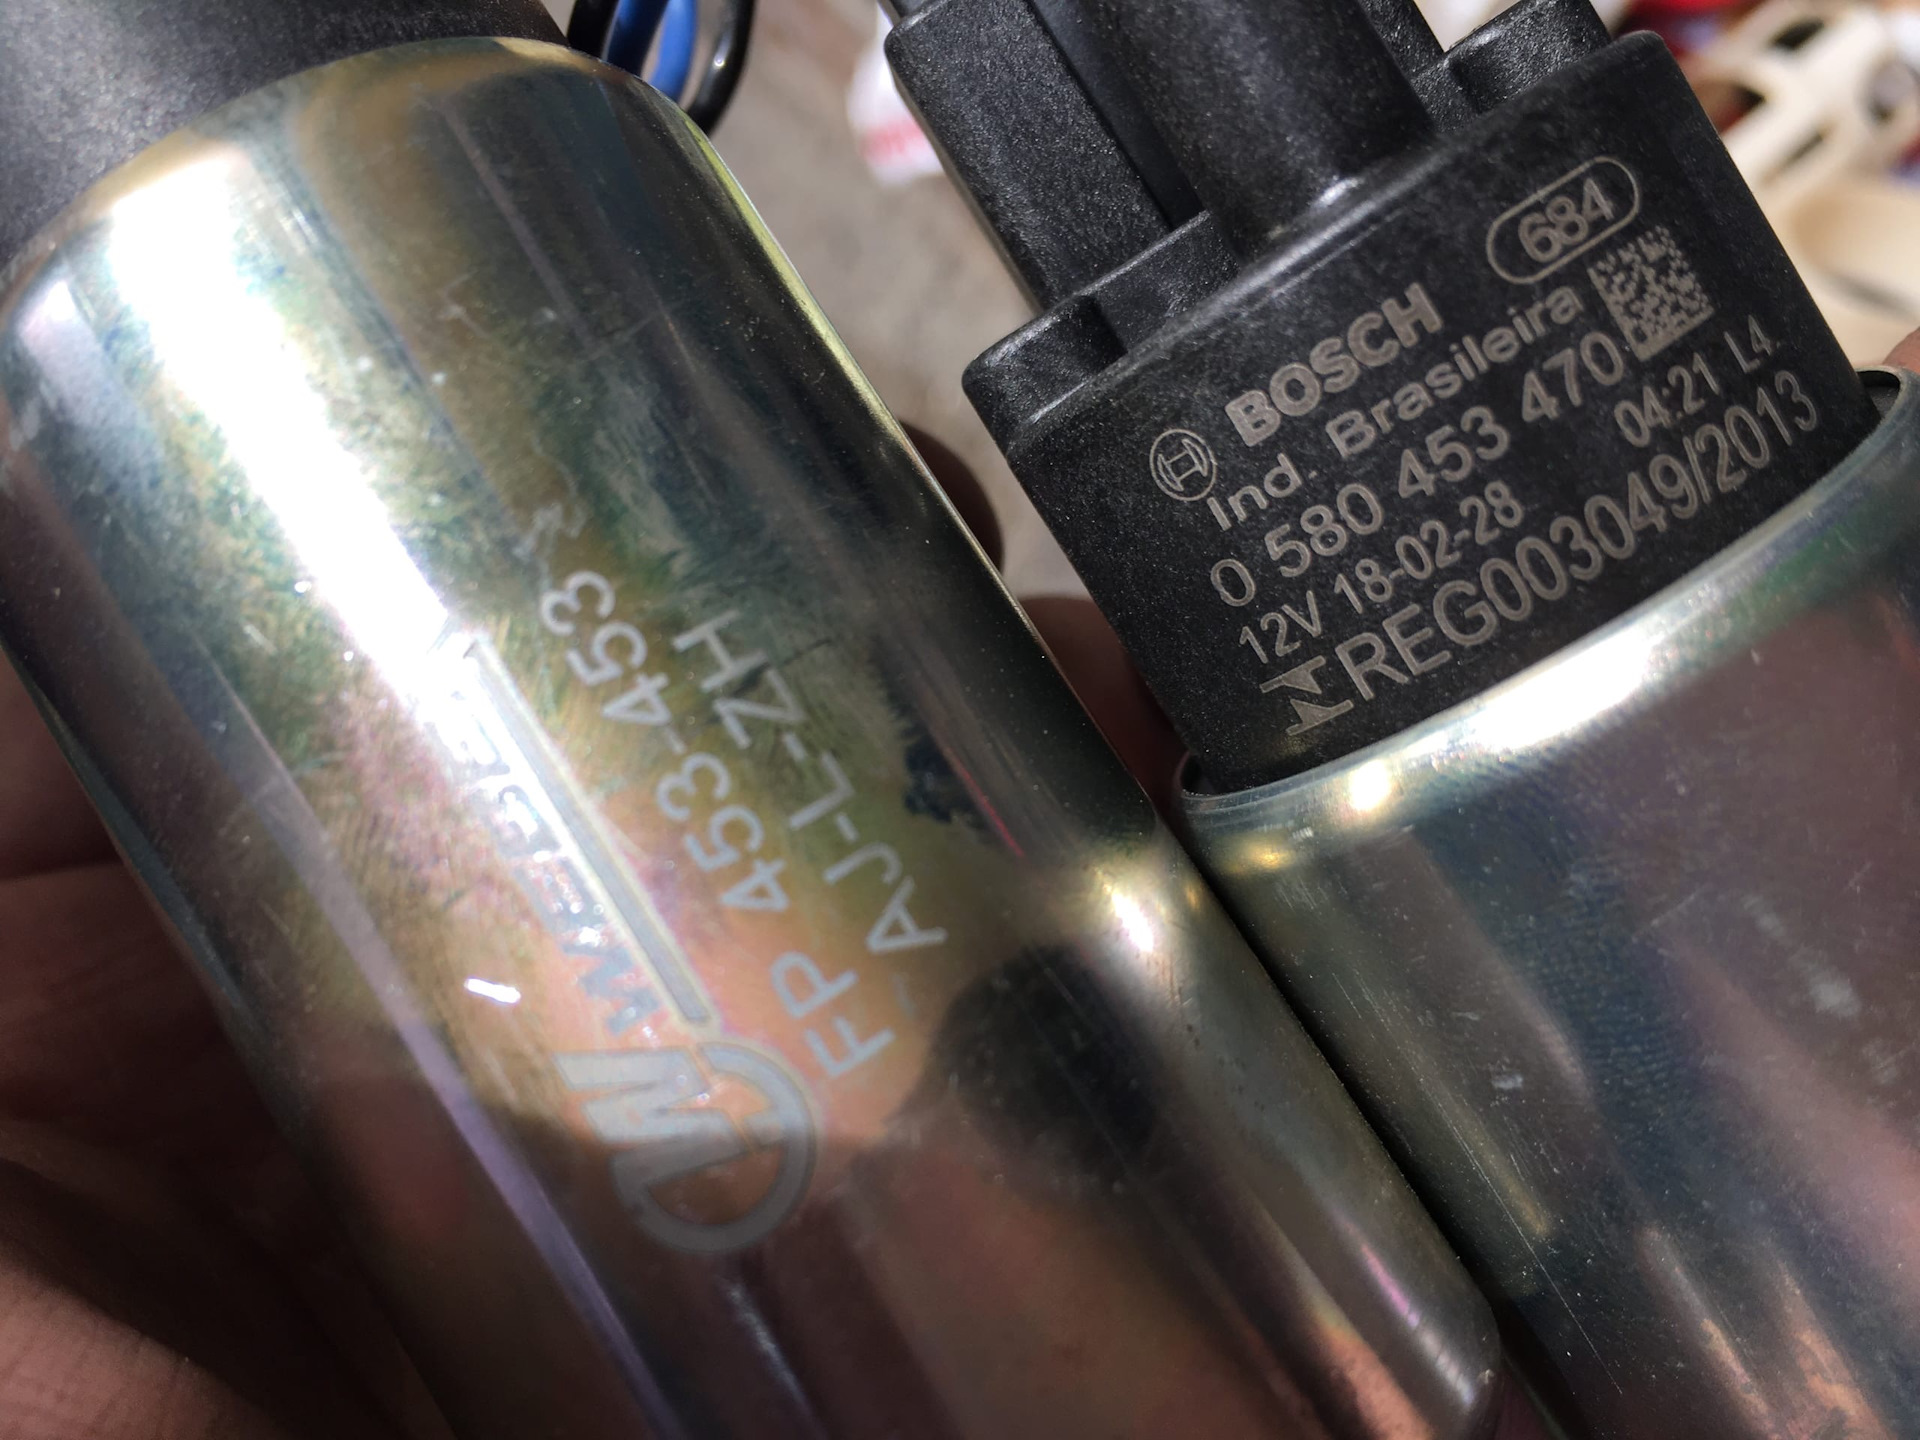 FP 453-453
AJ-L-ZH
684
BOSCH
Ind. Brasileira
0 580 453 470
04:21 L4
12V 18-02-28
REG003049/2013